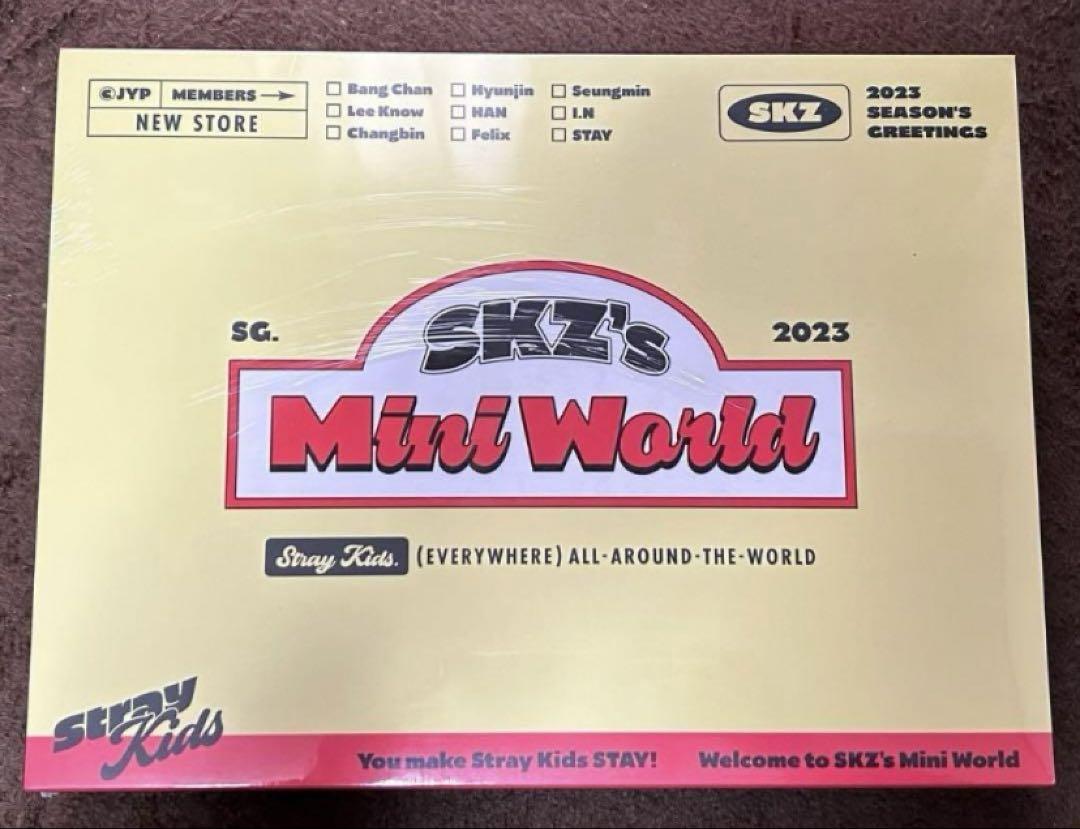 ©JYP MEMBERS →
NEW STORE
☐ Bang Chan ☐ Hyunjin ☐ Seungmin
☐ Lee Know ☐ HAN ☐ I.N
☐ Changbin ☐ Felix ☐ STAY
SKZ
2023
SEASON'S
GREETINGS
SG.
2023
SKZ's
Mini World
Stray Kids. (EVERYWHERE) ALL-AROUND-THE-WORLD
Stray
Kids
You make Stray Kids STAY! Welcome to SKZ's Mini World